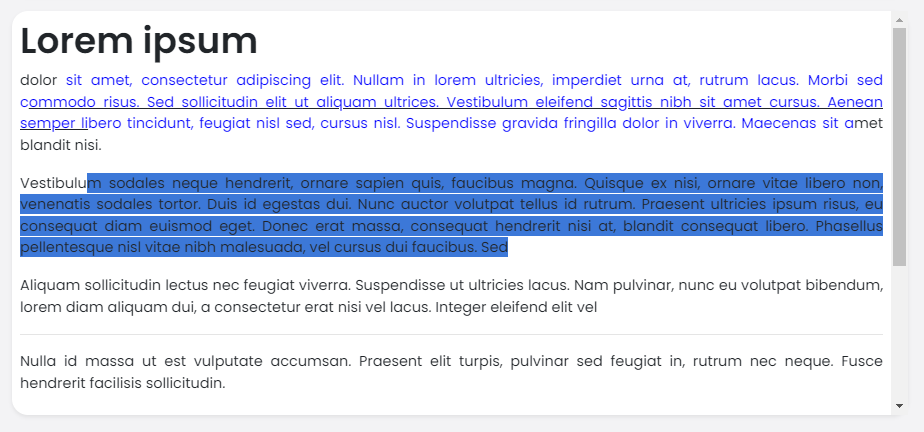 Lorem ipsum
dolor sit amet, consectetur adipiscing elit. Nullam in lorem ultricies, imperdiet urna at, rutrum lacus. Morbi sed
commodo risus. Sed sollicitudin elit ut aliquam ultrices. Vestibulum eleifend sagittis nibh sit amet cursus. Aenean
semper libero tincidunt, feugiat nisl sed, cursus nisl. Suspendisse gravida fringilla dolor in viverra. Maecenas sit amet
blandit nisi.
Vestibulum sodales neque hendrerit, ornare sapien quis, faucibus magna. Quisque ex nisi, ornare vitae libero non,
venenatis sodales tortor. Duis id egestas dui. Nunc auctor volutpat tellus id rutrum. Praesent ultricies ipsum risus, eu
consequat diam euismod eget. Donec erat massa, consequat hendrerit nisi at, blandit consequat libero. Phasellus
pellentesque nisl vitae nibh malesuada, vel cursus dui faucibus. Sed
Aliquam sollicitudin lectus nec feugiat viverra. Suspendisse ut ultricies lacus. Nam pulvinar, nunc eu volutpat bibendum,
lorem diam aliquam dui, a consectetur erat nisi vel lacus. Integer eleifend elit vel
Nulla id massa ut est vulputate accumsan. Praesent elit turpis, pulvinar sed feugiat in, rutrum nec neque. Fusce
hendrerit facilisis sollicitudin.